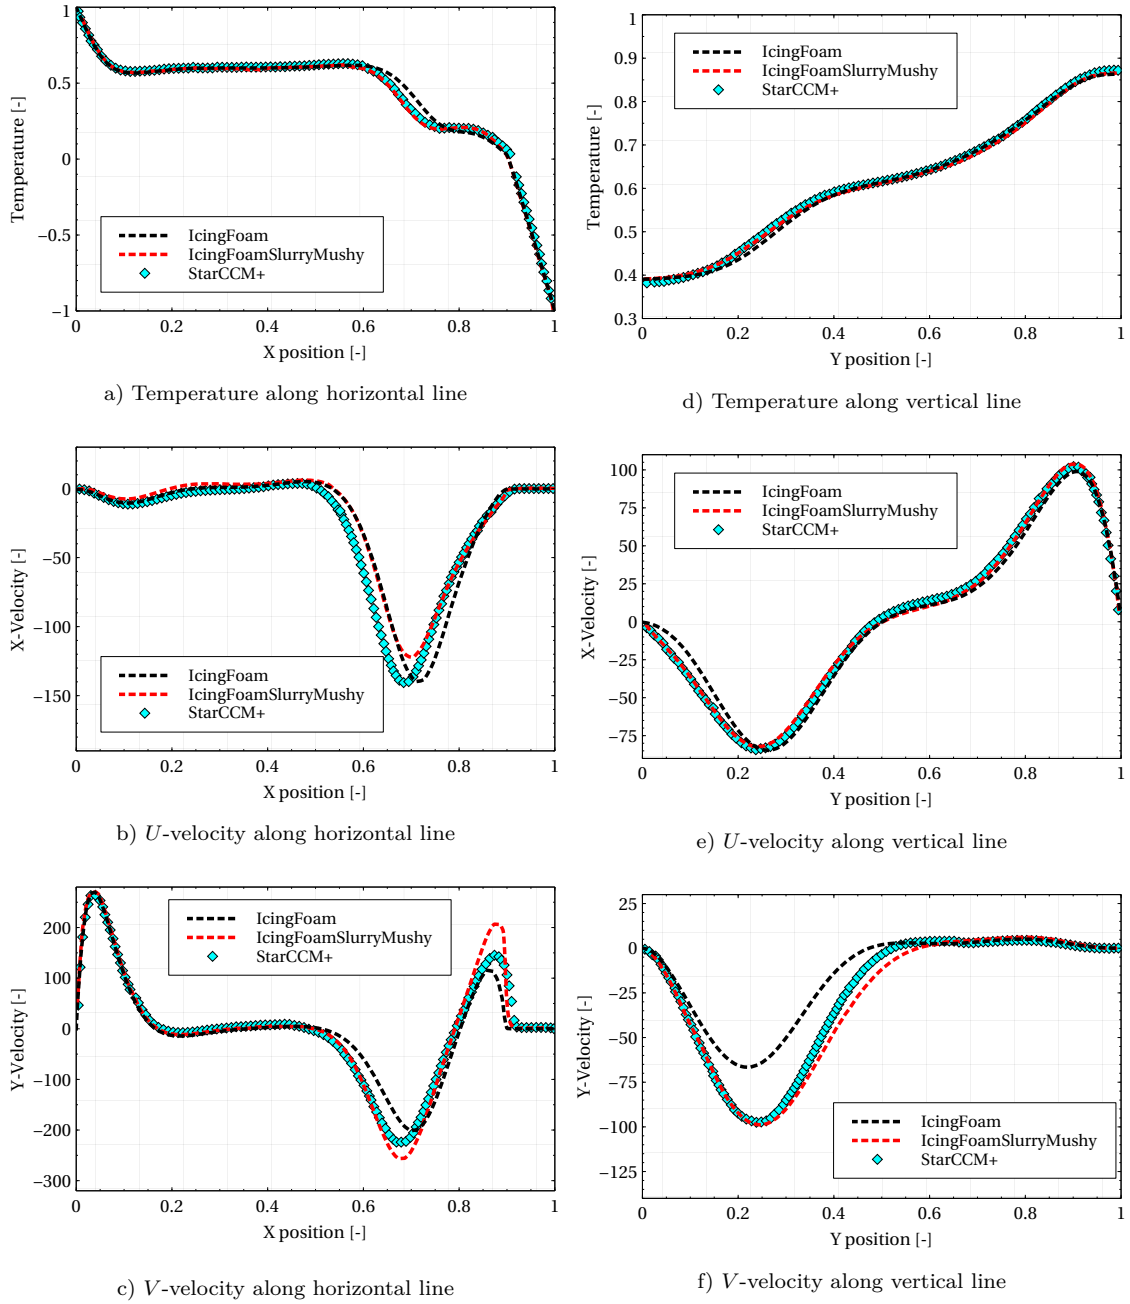 1
0.5
0
−0.5
−1
Temperature [-]
IcingFoam
IcingFoamSlurryMushy
StarCCM+
0 0.2 0.4 0.6 0.8 1
X position [-]
a) Temperature along horizontal line
1
0.9
0.8
0.7
0.6
0.5
0.4
0.3
Temperature [-]
IcingFoam
IcingFoamSlurryMushy
StarCCM+
0 0.2 0.4 0.6 0.8 1
Y position [-]
d) Temperature along vertical line
0
−50
−100
−150
X-Velocity [-]
IcingFoam
IcingFoamSlurryMushy
StarCCM+
0 0.2 0.4 0.6 0.8 1
X position [-]
b) U-velocity along horizontal line
100
75
50
25
0
−25
−50
−75
X-Velocity [-]
IcingFoam
IcingFoamSlurryMushy
StarCCM+
0 0.2 0.4 0.6 0.8 1
Y position [-]
e) U-velocity along vertical line
200
100
0
−100
−200
−300
Y-Velocity [-]
IcingFoam
IcingFoamSlurryMushy
StarCCM+
0 0.2 0.4 0.6 0.8 1
X position [-]
c) V-velocity along horizontal line
25
0
−25
−50
−75
−100
−125
Y-Velocity [-]
IcingFoam
IcingFoamSlurryMushy
StarCCM+
0 0.2 0.4 0.6 0.8 1
Y position [-]
f) V-velocity along vertical line